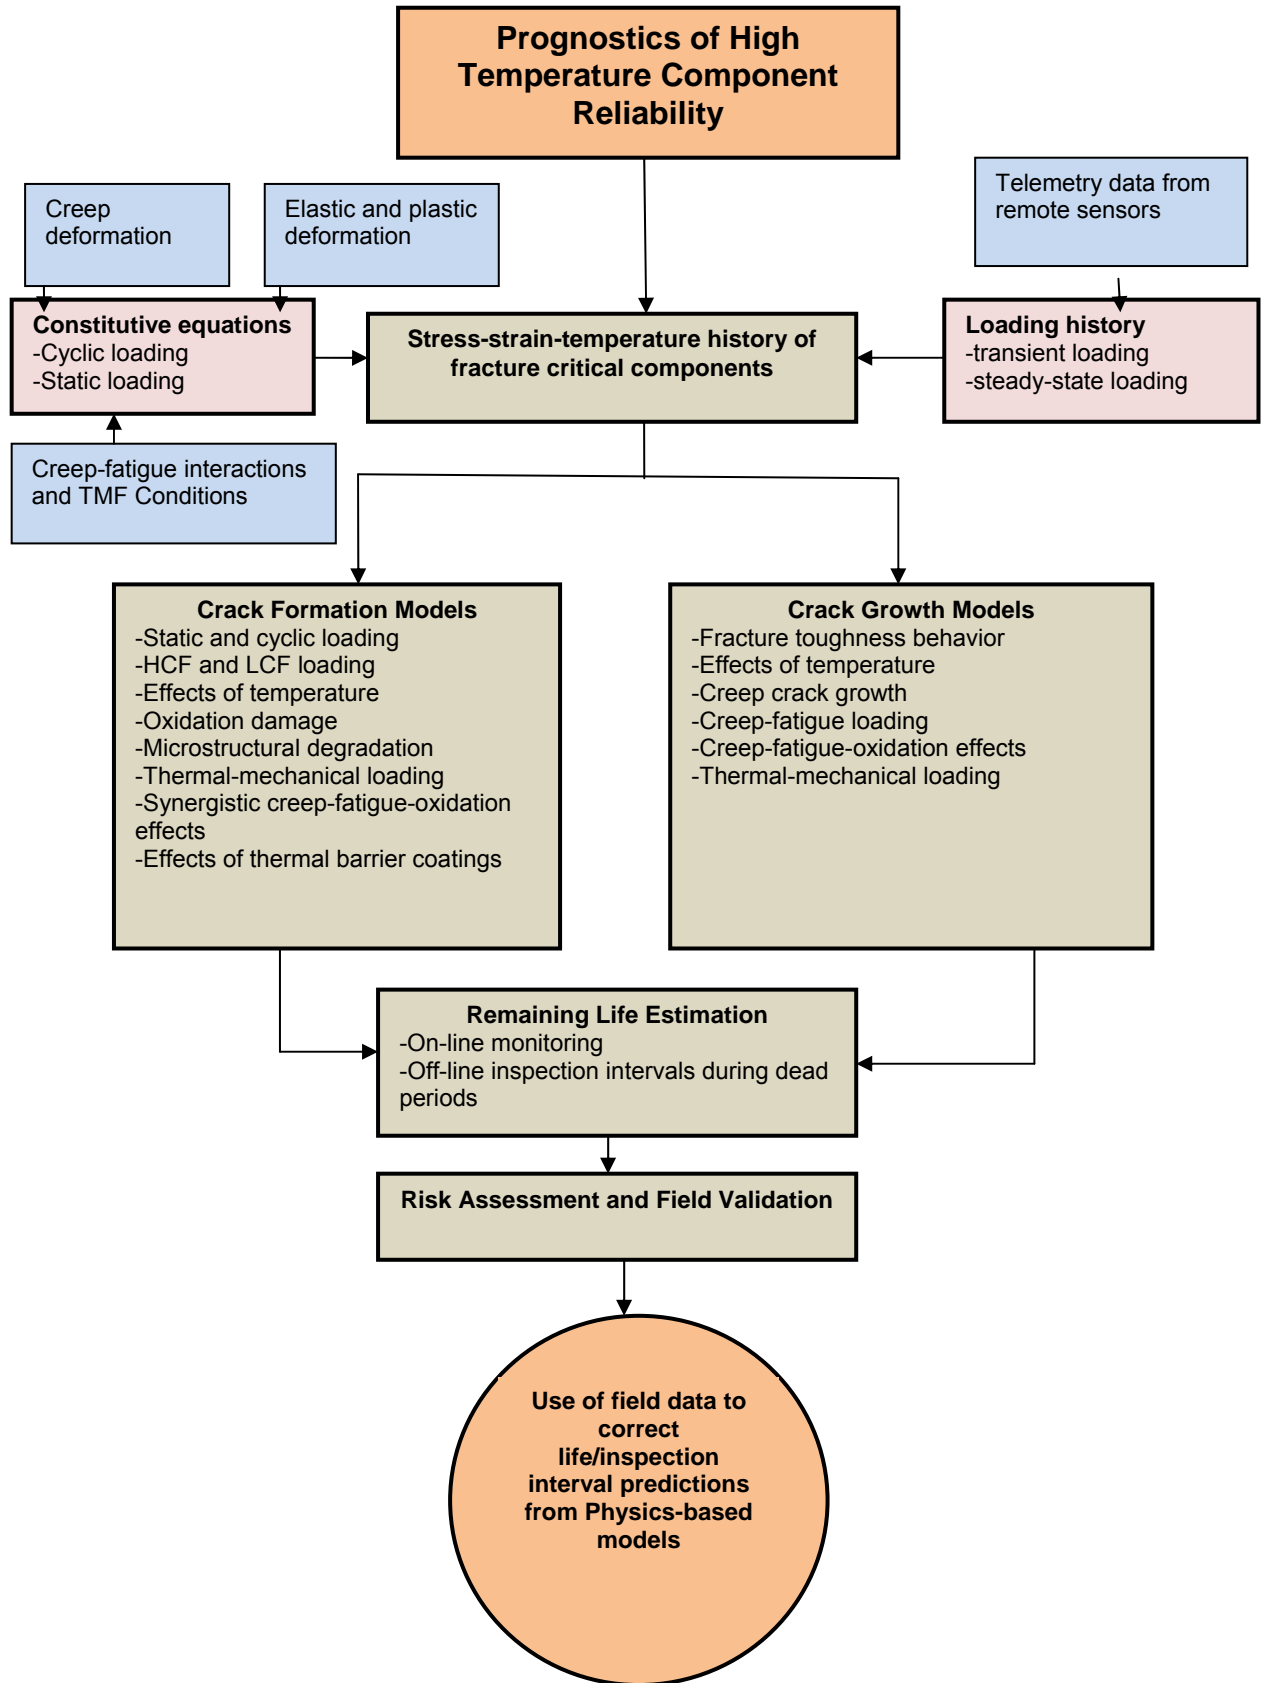 Prognostics of High
Temperature Component
Reliability
Creep
deformation
Elastic and plastic
deformation
Telemetry data from
remote sensors
Constitutive equations
-Cyclic loading
-Static loading
Stress-strain-temperature history of
fracture critical components
Loading history
-transient loading
-steady-state loading
Creep-fatigue interactions
and TMF Conditions
Crack Formation Models
-Static and cyclic loading
-HCF and LCF loading
-Effects of temperature
-Oxidation damage
-Microstructural degradation
-Thermal-mechanical loading
-Synergistic creep-fatigue-oxidation
effects
-Effects of thermal barrier coatings
Crack Growth Models
-Fracture toughness behavior
-Effects of temperature
-Creep crack growth
-Creep-fatigue loading
-Creep-fatigue-oxidation effects
-Thermal-mechanical loading
Remaining Life Estimation
-On-line monitoring
-Off-line inspection intervals during dead
periods
Risk Assessment and Field Validation
Use of field data to
correct
life/inspection
interval predictions
from Physics-based
models